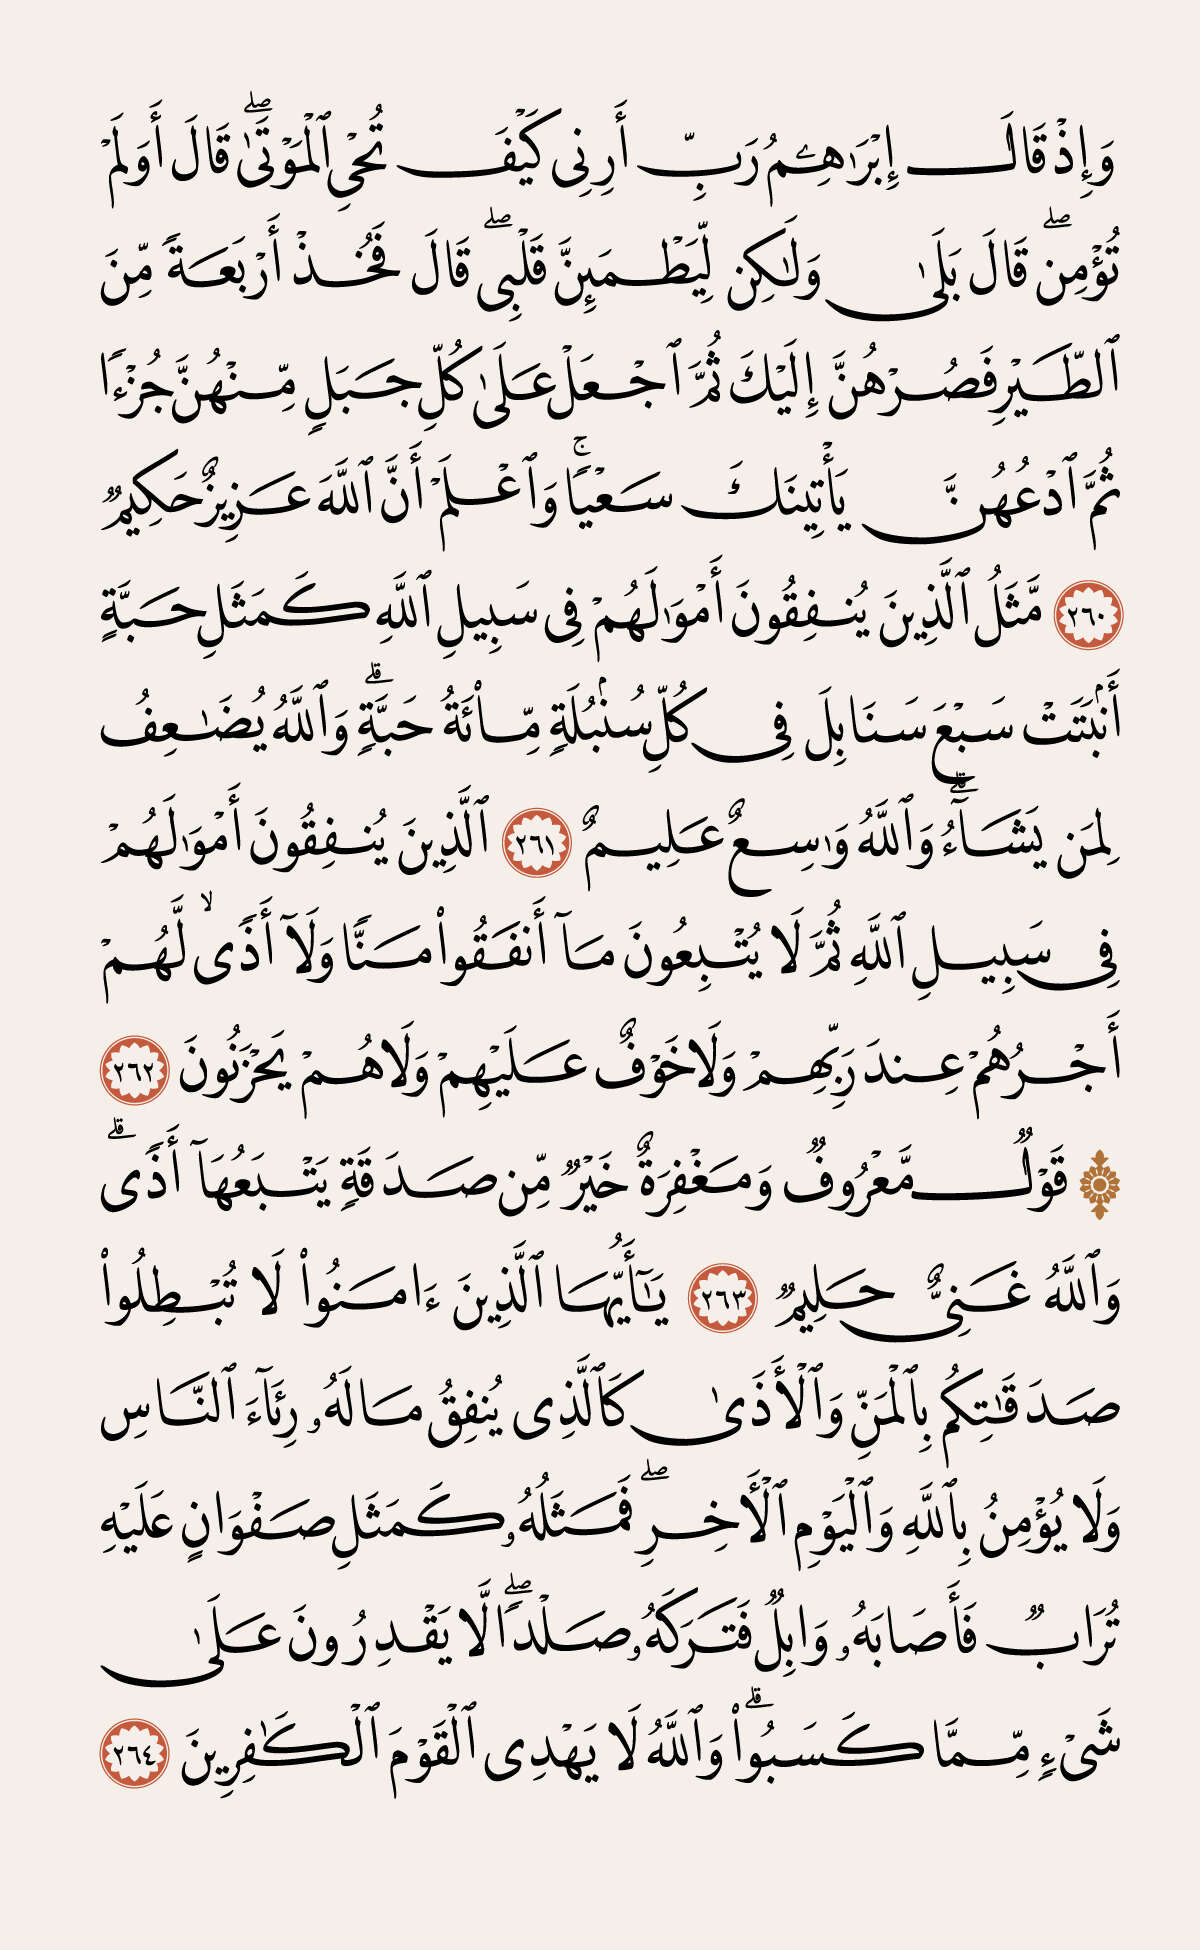 وَإِذْ قَالَ إِبْرَٰهِۦمُ رَبِّ أَرِنِى كَيْفَ تُحْىِ ٱلْمَوْتَىٰ ۖ قَالَ أَوَلَمْ
تُؤْمِن ۖ قَالَ بَلَىٰ وَلَٰكِن لِّيَطْمَئِنَّ قَلْبِى ۖ قَالَ فَخُذْ أَرْبَعَةً مِّنَ
ٱلطَّيْرِ فَصُرْهُنَّ إِلَيْكَ ثُمَّ ٱجْعَلْ عَلَىٰ كُلِّ جَبَلٍ مِّنْهُنَّ جُزْءًا
ثُمَّ ٱدْعُهُنَّ يَأْتِينَكَ سَعْيًا ۚ وَٱعْلَمْ أَنَّ ٱللَّهَ عَزِيزٌ حَكِيمٌ
٢٦٠ مَّثَلُ ٱلَّذِينَ يُنفِقُونَ أَمْوَٰلَهُمْ فِى سَبِيلِ ٱللَّهِ كَمَثَلِ حَبَّةٍ
أَنۢبَتَتْ سَبْعَ سَنَابِلَ فِى كُلِّ سُنۢبُلَةٍ مِّا۟ئَةُ حَبَّةٍ ۗ وَٱللَّهُ يُضَٰعِفُ
لِمَن يَشَآءُ ۗ وَٱللَّهُ وَٰسِعٌ عَلِيمٌ ٢٦١ ٱلَّذِينَ يُنفِقُونَ أَمْوَٰلَهُمْ
فِى سَبِيلِ ٱللَّهِ ثُمَّ لَا يُتْبِعُونَ مَآ أَنفَقُوا۟ مَنًّا وَلَآ أَذًى ۙ لَّهُمْ
أَجْرُهُمْ عِندَ رَبِّهِمْ وَلَا خَوْفٌ عَلَيْهِمْ وَلَا هُمْ يَحْزَنُونَ ٢٦٢
۞ قَوْلٌ مَّعْرُوفٌ وَمَغْفِرَةٌ خَيْرٌ مِّن صَدَقَةٍ يَتْبَعُهَآ أَذًى ۗ
وَٱللَّهُ غَنِىٌّ حَلِيمٌ ٢٦٣ يَٰٓأَيُّهَا ٱلَّذِينَ ءَامَنُوا۟ لَا تُبْطِلُوا۟
صَدَقَٰتِكُم بِٱلْمَنِّ وَٱلْأَذَىٰ كَٱلَّذِى يُنفِقُ مَالَهُۥ رِئَآءَ ٱلنَّاسِ
وَلَا يُؤْمِنُ بِٱللَّهِ وَٱلْيَوْمِ ٱلْأَخِرِ ۖ فَمَثَلُهُۥ كَمَثَلِ صَفْوَانٍ عَلَيْهِ
تُرَابٌ فَأَصَابَهُۥ وَابِلٌ فَتَرَكَهُۥ صَلْدًا ۖ لَّا يَقْدِرُونَ عَلَىٰ
شَىْءٍ مِّمَّا كَسَبُوا۟ ۗ وَٱللَّهُ لَا يَهْدِى ٱلْقَوْمَ ٱلْكَٰفِرِينَ ٢٦٤